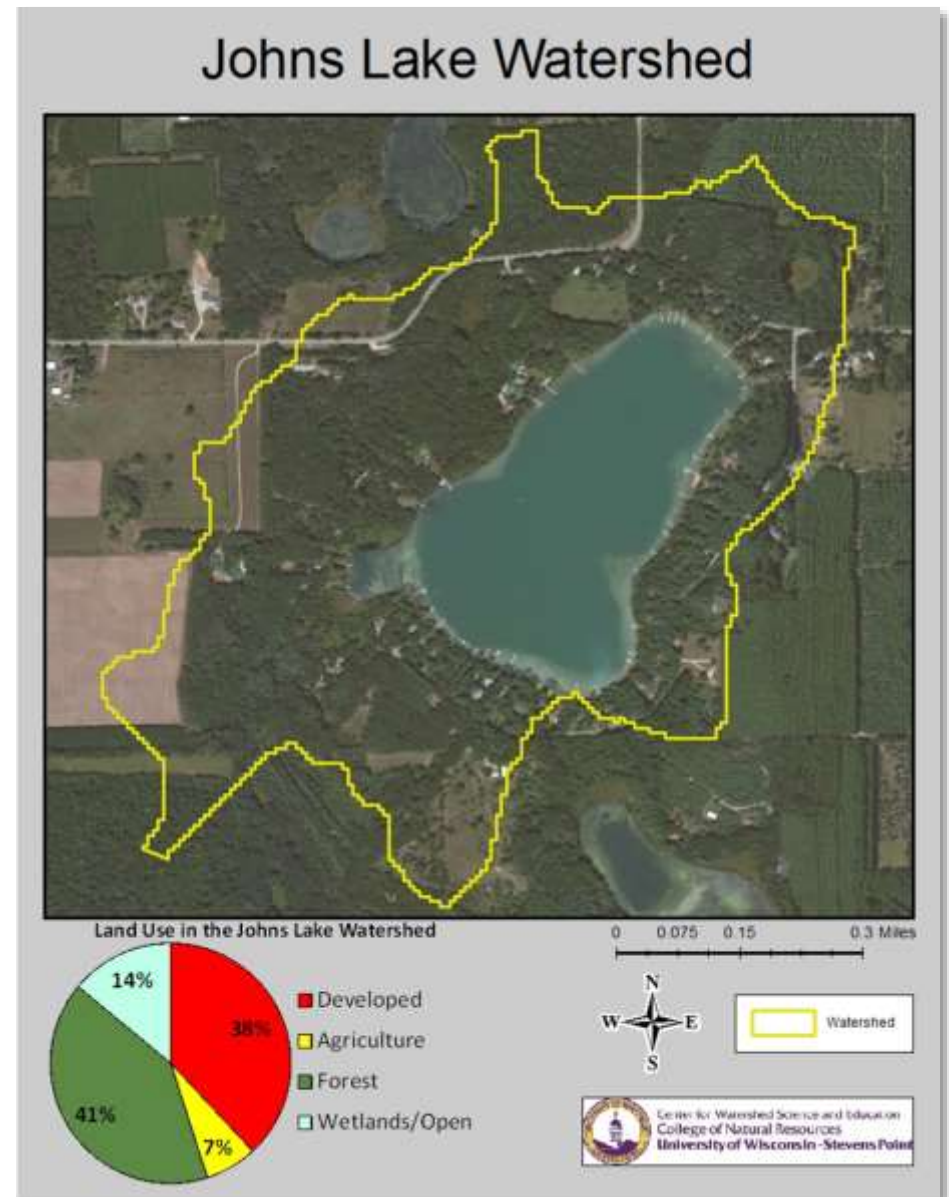 Johns Lake Watershed
Land Use in the Johns Lake Watershed
14%
38%
41%
7%
Developed
Agriculture
Forest
Wetlands/Open
0 0.075 0.15 0.3 Miles
N
W E
S
Watershed
Center for Watershed Science and Education
College of Natural Resources
University of Wisconsin - Stevens Point